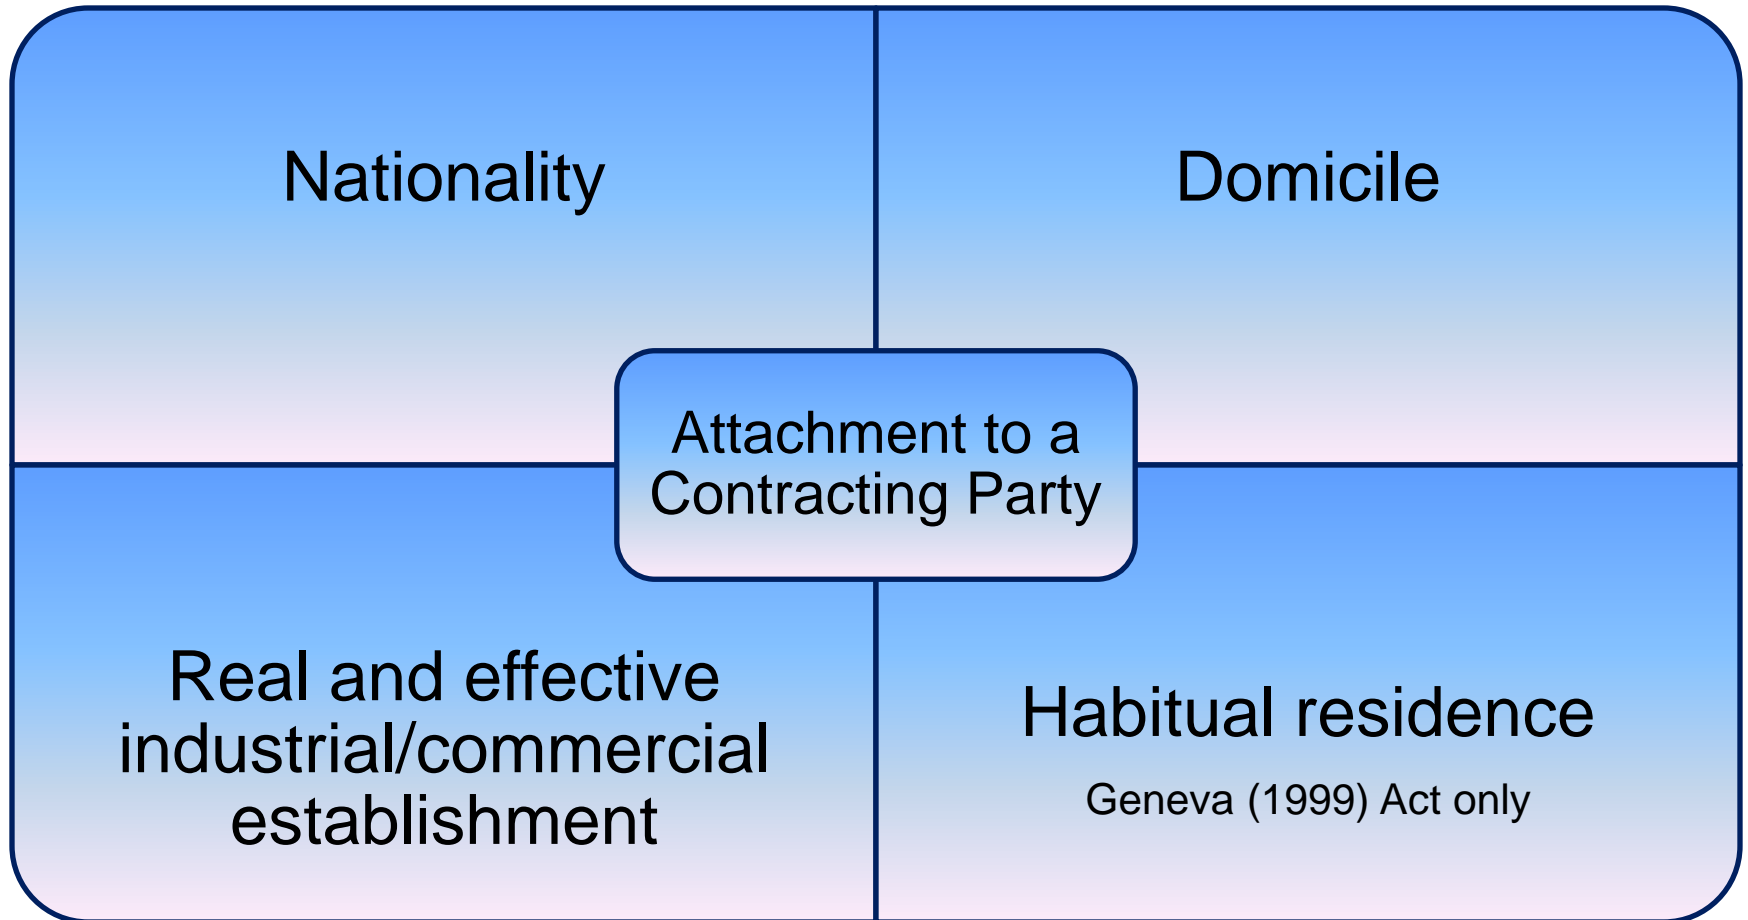 Nationality
Domicile
Attachment to a
Contracting Party
Real and effective
industrial/commercial
establishment
Habitual residence
Geneva (1999) Act only